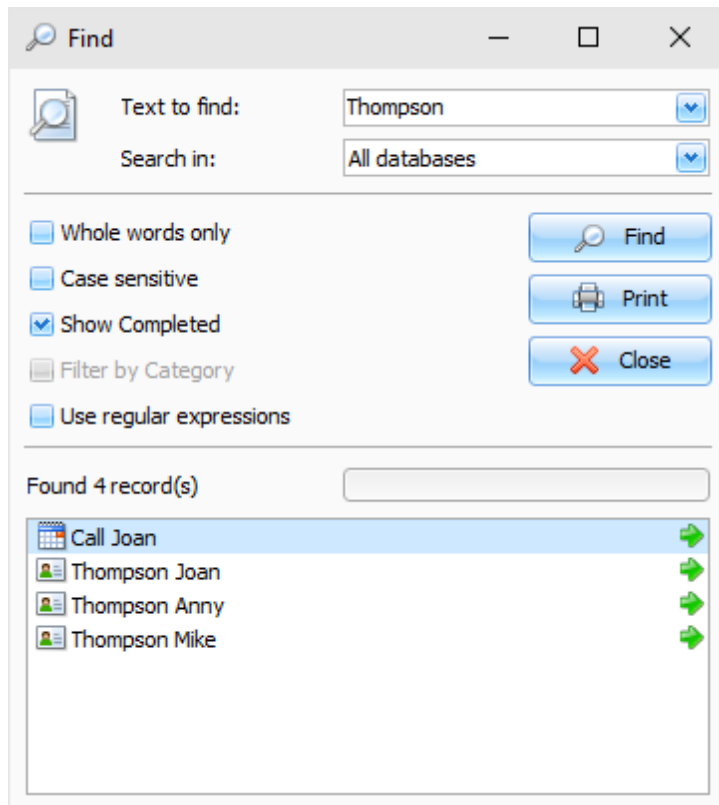 Find
Text to find: Thompson
Search in: All databases
Whole words only
Find
Case sensitive
Print
Show Completed
Close
Filter by Category
Use regular expressions
Found 4 record(s)
Call Joan
Thompson Joan
Thompson Anny
Thompson Mike